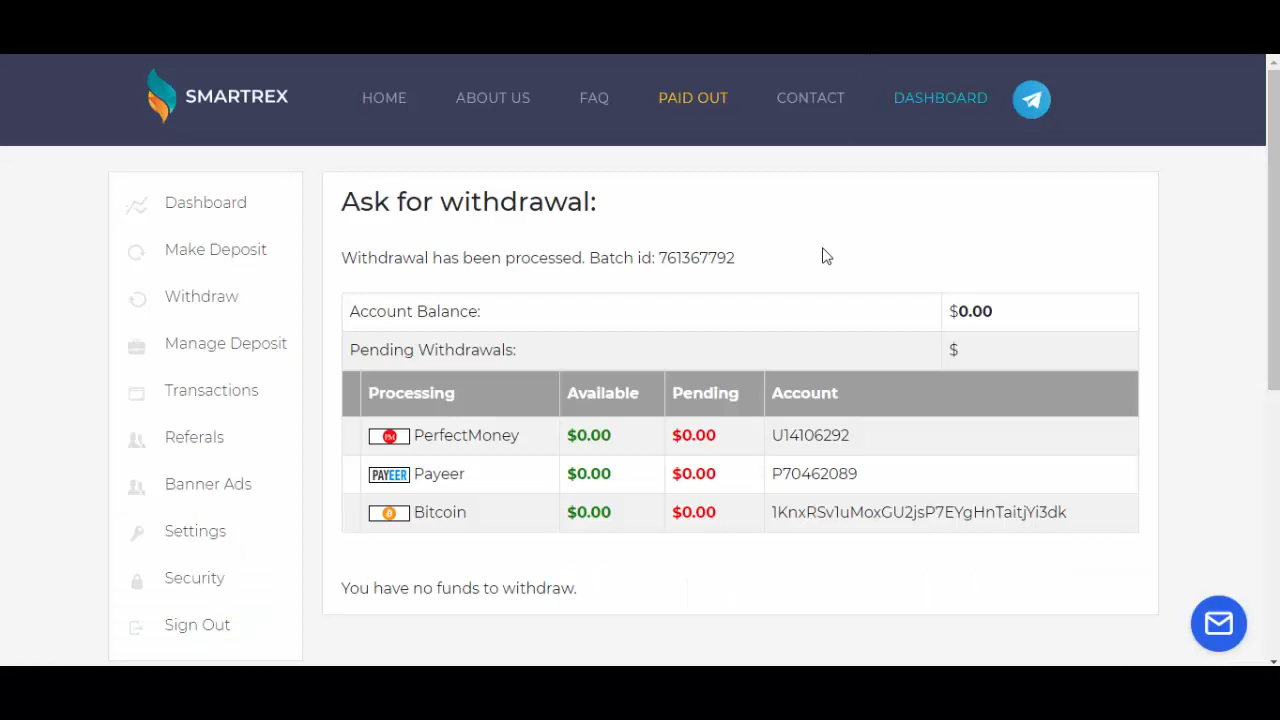 SMARTREX
HOME ABOUT US FAQ PAID OUT CONTACT DASHBOARD
Dashboard
Make Deposit
Withdraw
Manage Deposit
Transactions
Referals
Banner Ads
Settings
Security
Sign Out
Ask for withdrawal:
Withdrawal has been processed. Batch id: 761367792
Account Balance: $0.00
Pending Withdrawals: $
Processing Available Pending Account
PM PerfectMoney $0.00 $0.00 U14106292
PAYEER Payeer $0.00 $0.00 P70462089
Bitcoin $0.00 $0.00 1KnxRSv1uMoxGU2jsP7EYgHnTaitjYi3dk
You have no funds to withdraw.